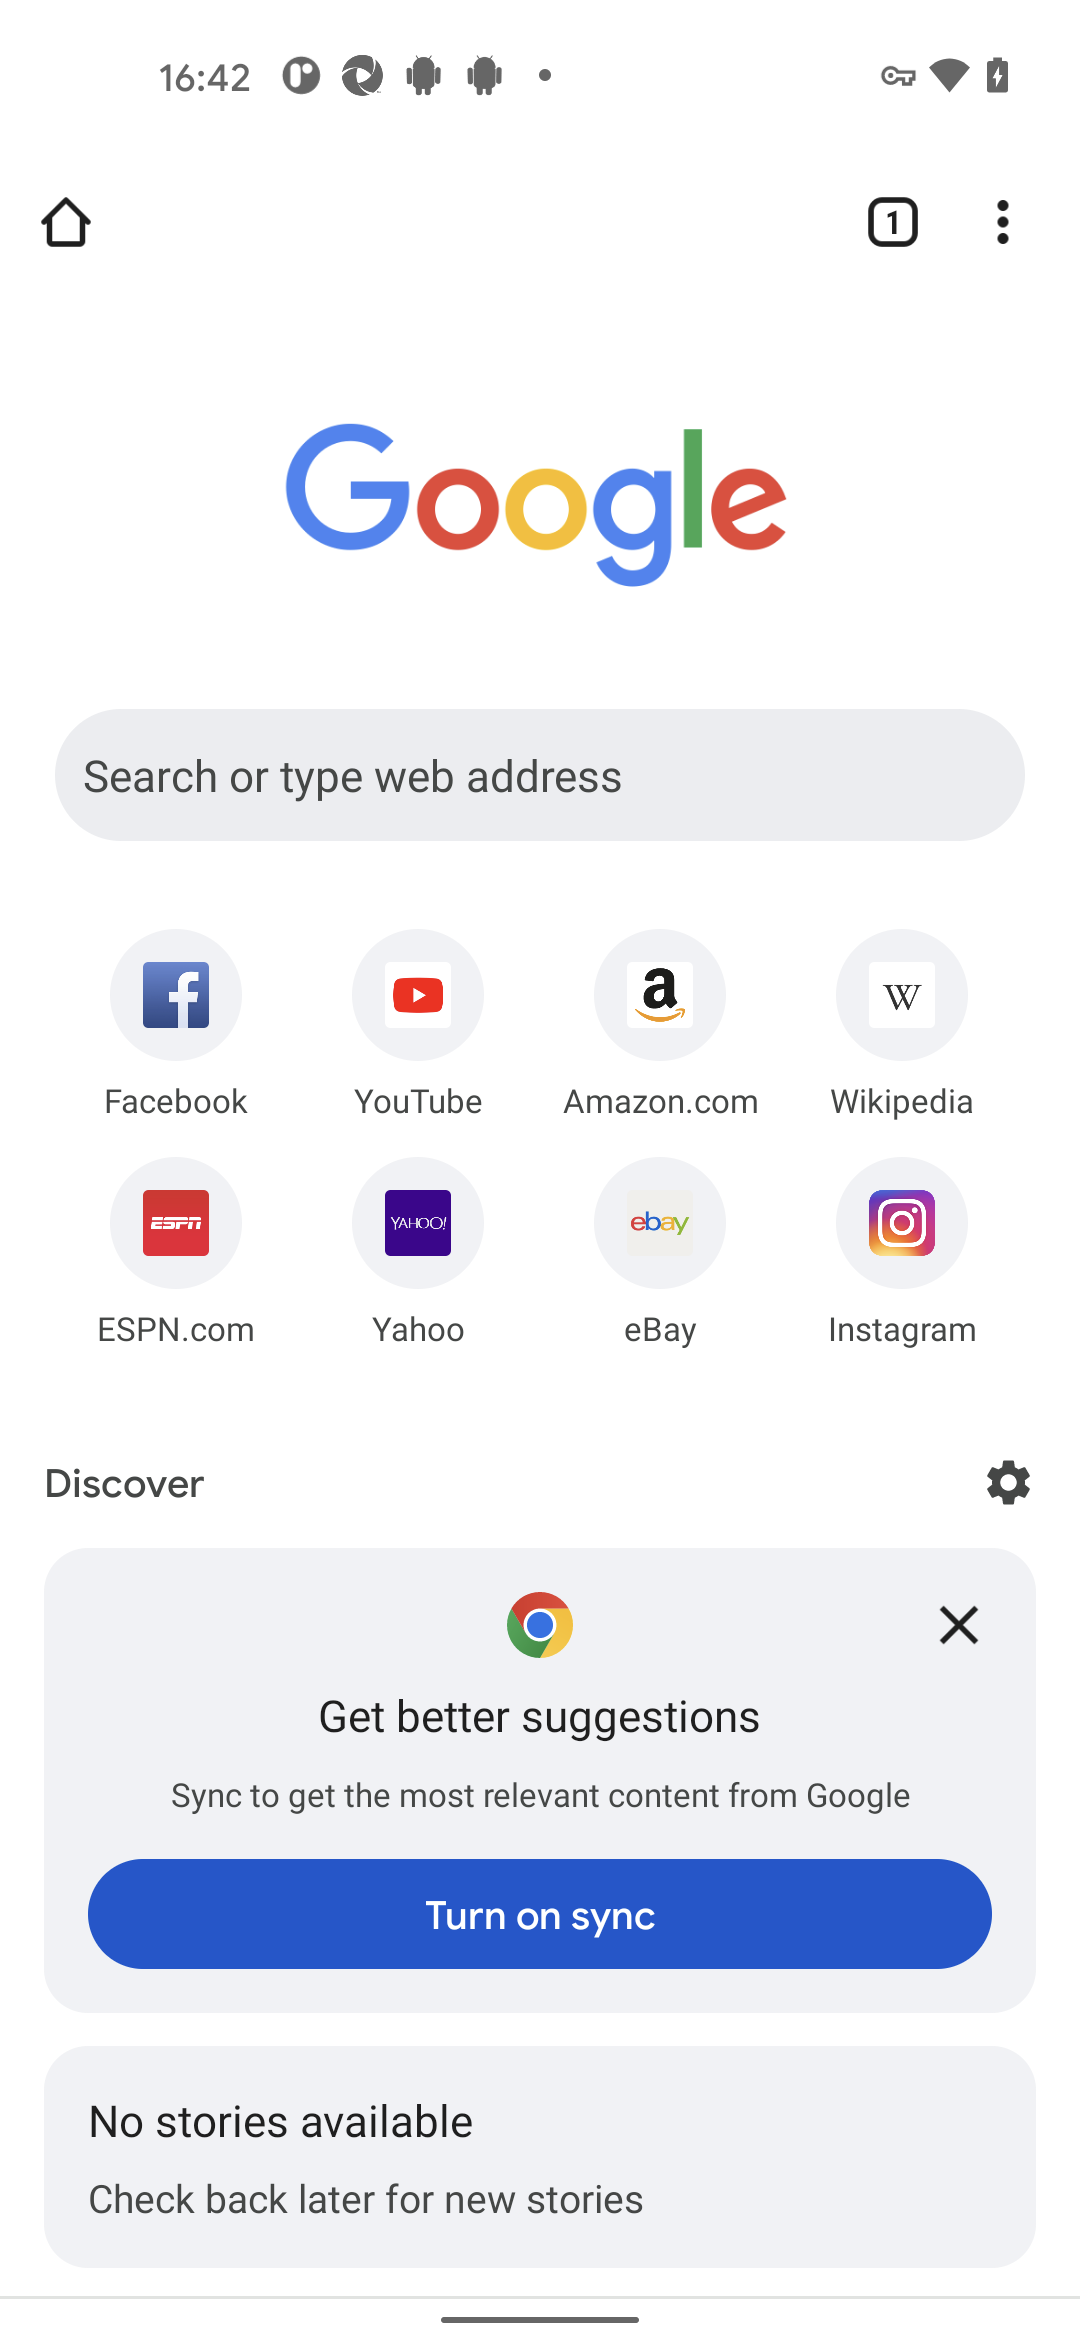 16:42
1
Google
Search or type web address
Facebook
YouTube
Amazon.com
Wikipedia
ESPN
YAHOO!
ebay
ESPN.com
Yahoo
eBay
Instagram
Discover
Get better suggestions
Sync to get the most relevant content from Google
Turn on sync
No stories available
Check back later for new stories